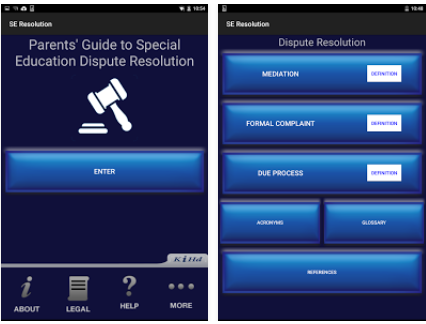 10:54
SE Resolution
Parents' Guide to Special
Education Dispute Resolution
ENTER
Killd
ABOUT
LEGAL
HELP
MORE
10:48
SE Resolution
Dispute Resolution
MEDIATION
DEFINITION
FORMAL COMPLAINT
DEFINITION
DUE PROCESS
DEFINITION
ACRONYMS
GLOSSARY
REFERENCES